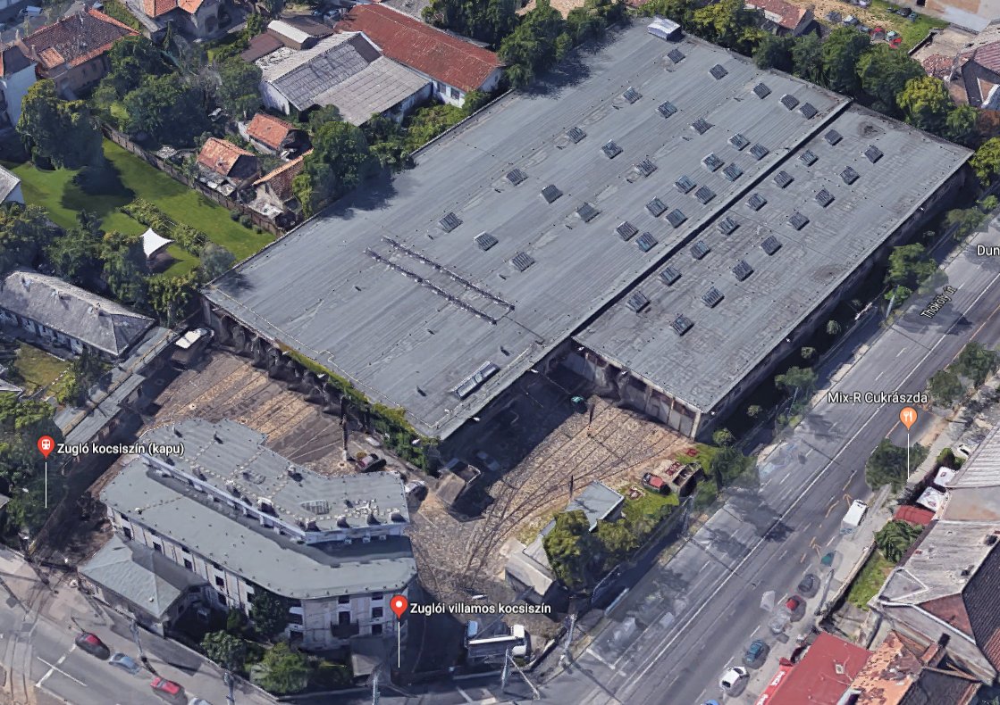 Dun
Thököly út
Mix-R Cukrászda
Zugló kocsiszín (kapu)
Zuglói villamos kocsiszín